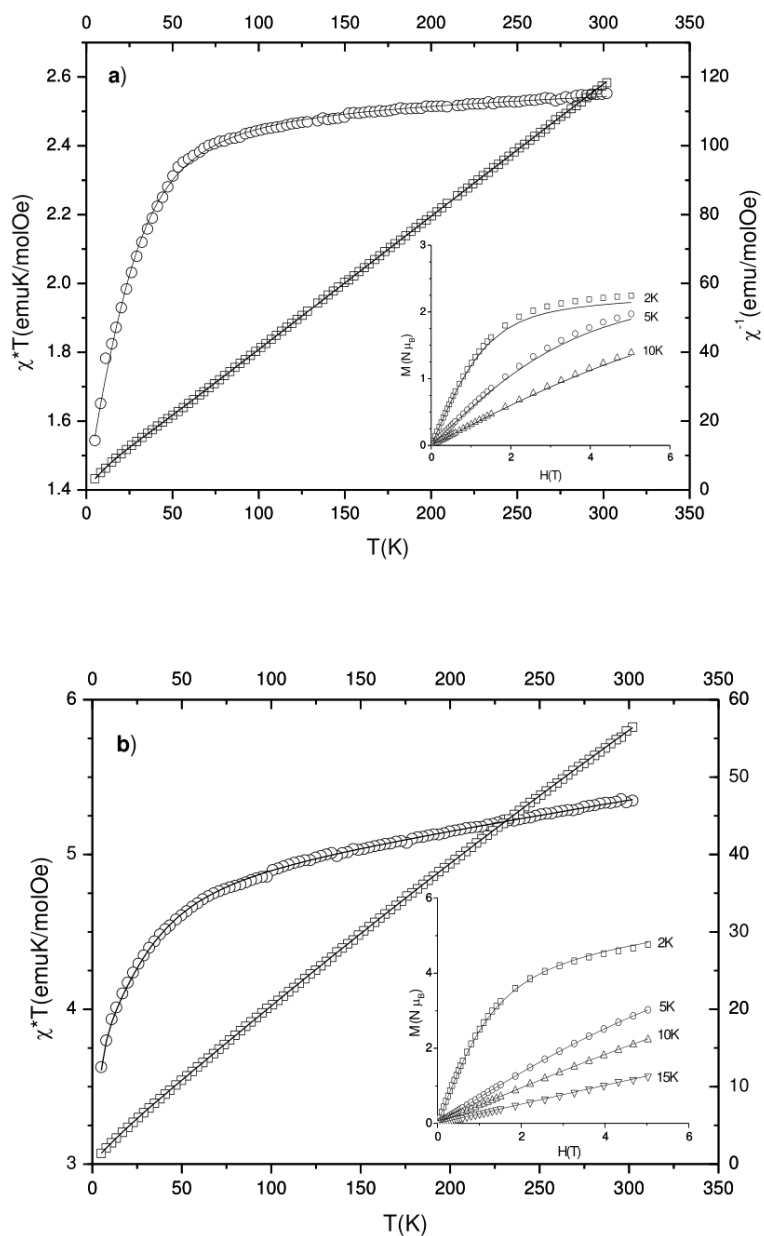 0 50 100 150 200 250 300 350
a)
2.6
2.4
2.2
2.0
1.8
1.6
1.4
120
100
80
60
40
20
0
χ*T(emuK/molOe)
χ⁻¹(emu/molOe)
3
2
1
0
M (N μB)
2K
5K
10K
0 2 4 6
H(T)
0 50 100 150 200 250 300 350
T(K)
0 50 100 150 200 250 300 350
b)
6
5
4
3
60
50
40
30
20
10
0
χ*T(emuK/molOe)
6
4
2
0
M (N μB)
2K
5K
10K
15K
0 2 4 6
H(T)
0 50 100 150 200 250 300 350
T(K)